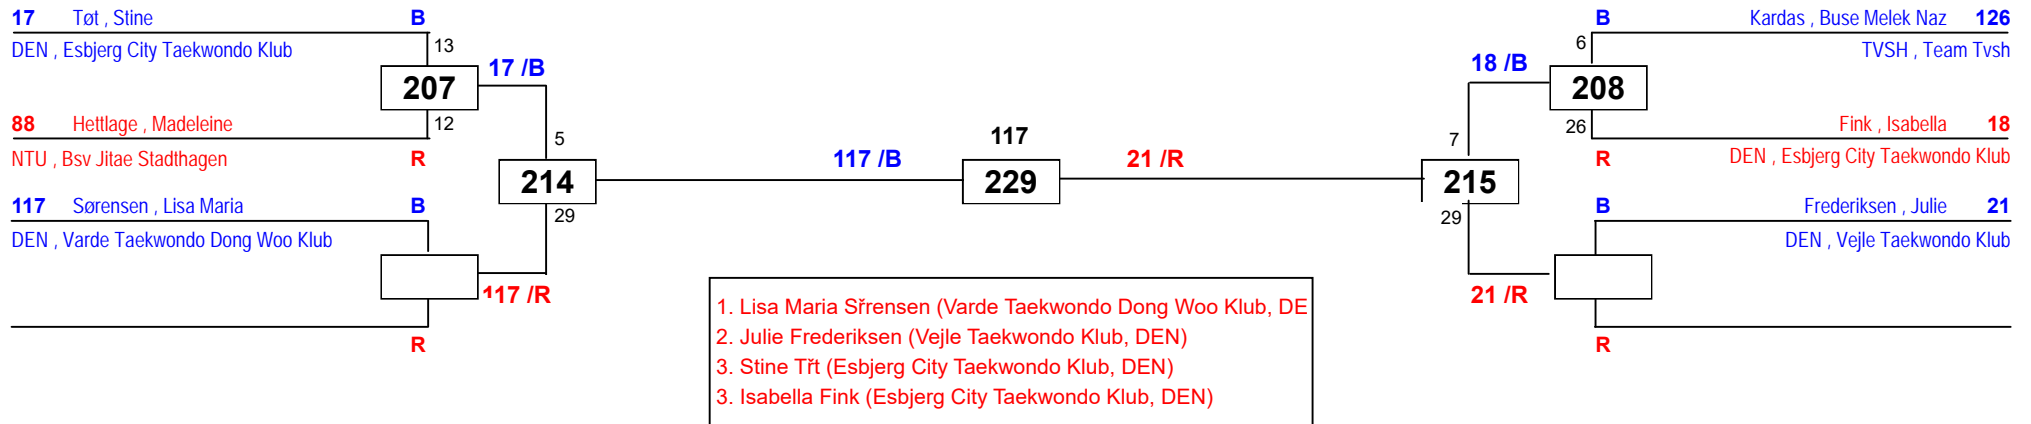 17 Tøt , Stine B
DEN , Esbjerg City Taekwondo Klub
13
207
17 /B
12
88 Hettlage , Madeleine
NTU , Bsv Jitae Stadthagen R
5
214
29
117 Sørensen , Lisa Maria B
DEN , Varde Taekwondo Dong Woo Klub
117 /R
R
117 /B
117
229
21 /R
B Kardas , Buse Melek Naz 126
6
TVSH , Team Tvsh
18 /B
208
26
Fink , Isabella 18
R DEN , Esbjerg City Taekwondo Klub
7
215
29
B Frederiksen , Julie 21
DEN , Vejle Taekwondo Klub
21 /R
R
1. Lisa Maria Sřrensen (Varde Taekwondo Dong Woo Klub, DE
2. Julie Frederiksen (Vejle Taekwondo Klub, DEN)
3. Stine Třt (Esbjerg City Taekwondo Klub, DEN)
3. Isabella Fink (Esbjerg City Taekwondo Klub, DEN)